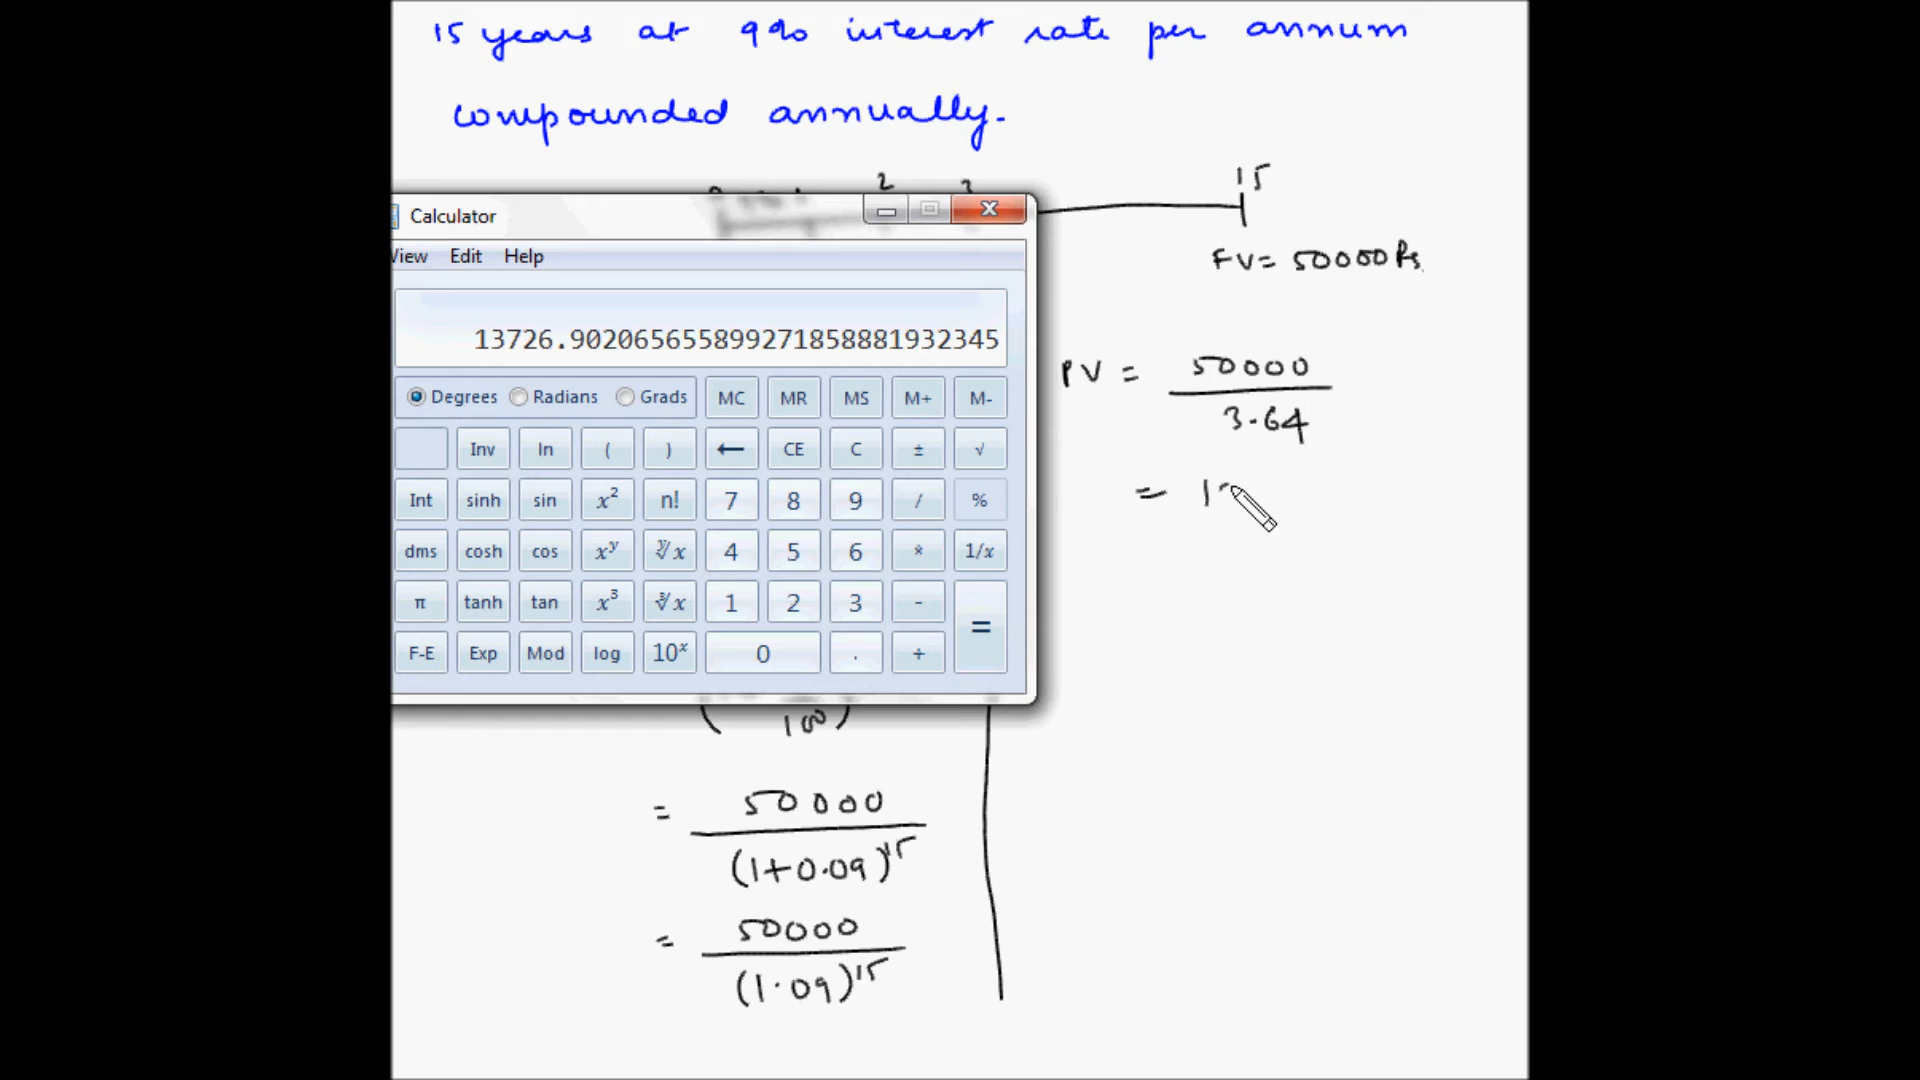 15 years at 9% interest rate per annum
compounded annually.
2
15
Calculator
View Edit Help
FV= 50000 Rs.
13726.902065655899271858881932345
PV = 50000
3.64
Degrees Radians Grads MC MR MS M+ M-
Inv ln ( ) ← CE C ± √
= 1
Int sinh sin x² n! 7 8 9 / %
dms cosh cos xʸ ʸ√x 4 5 6 * 1/x
π tanh tan x³ ³√x 1 2 3 - =
F-E Exp Mod log 10ˣ 0 . +
( 100 )
= 50000
(1+0.09)¹⁵
= 50000
(1.09)¹⁵